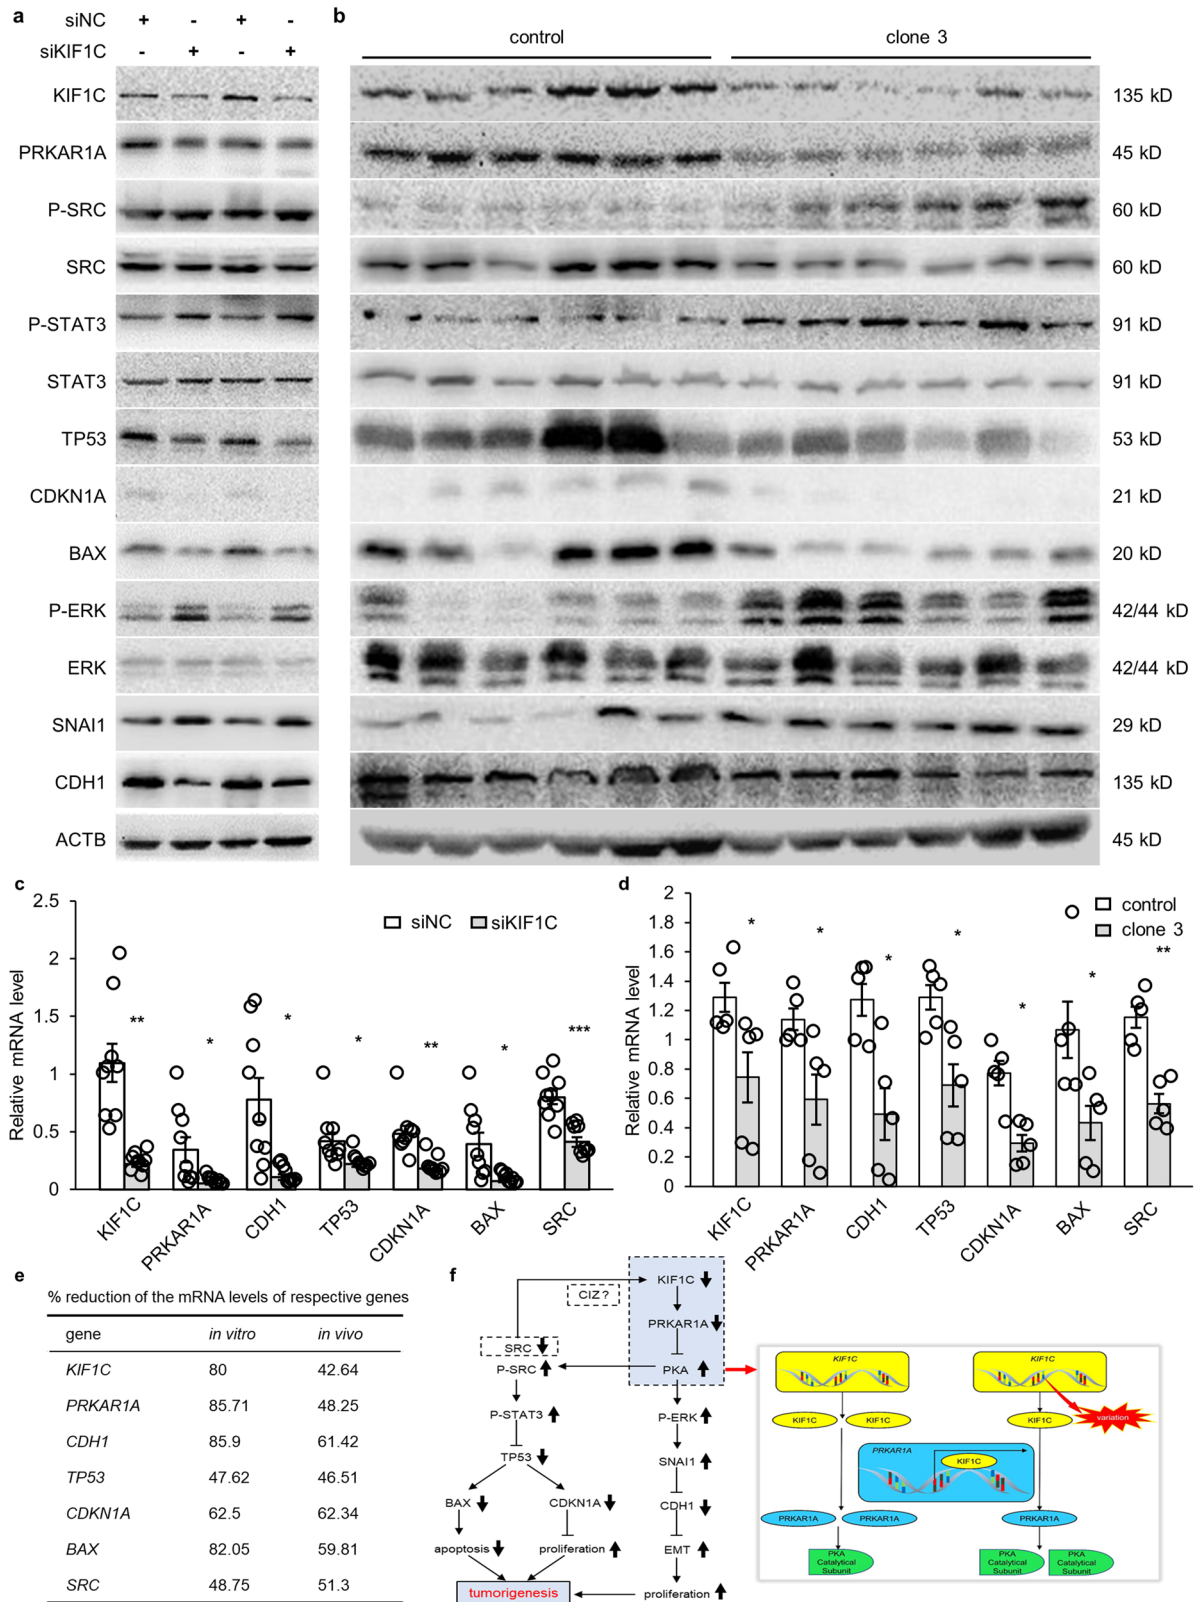 a
siNC + - + -
siKIF1C - + - +
b
control clone 3
KIF1C 135 kD
PRKAR1A 45 kD
P-SRC 60 kD
SRC 60 kD
P-STAT3 91 kD
STAT3 91 kD
TP53 53 kD
CDKN1A 21 kD
BAX 20 kD
P-ERK 42/44 kD
ERK 42/44 kD
SNAI1 29 kD
CDH1 135 kD
ACTB 45 kD
c
Relative mRNA level
2.5
2
1.5
1
0.5
0
siNC siKIF1C
** * * * ** * ***
KIF1C PRKAR1A CDH1 TP53 CDKN1A BAX SRC
d
Relative mRNA level
2
1.8
1.6
1.4
1.2
1
0.8
0.6
0.4
0.2
0
control
clone 3
* * * * * * **
KIF1C PRKAR1A CDH1 TP53 CDKN1A BAX SRC
e
% reduction of the mRNA levels of respective genes
gene in vitro in vivo
KIF1C 80 42.64
PRKAR1A 85.71 48.25
CDH1 85.9 61.42
TP53 47.62 46.51
CDKN1A 62.5 62.34
BAX 82.05 59.81
SRC 48.75 51.3
f
KIF1C
CIZ ?
PRKAR1A
SRC
P-SRC PKA
P-STAT3 P-ERK
TP53 SNAI1
BAX CDKN1A CDH1
apoptosis proliferation EMT
tumorigenesis proliferation
KIF1C KIF1C
KIF1C KIF1C KIF1C variation
PRKAR1A
KIF1C
PRKAR1A PRKAR1A PRKAR1A
PKA
Catalytical
Subunit
PKA
Catalytical
Subunit
PKA
Catalytical
Subunit